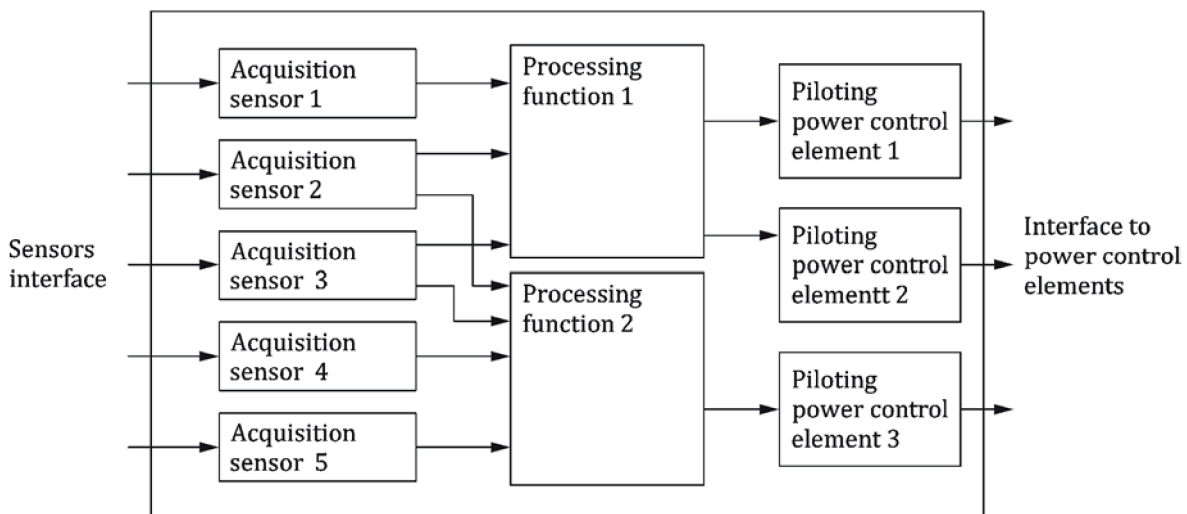 Sensors
interface
Acquisition
sensor 1
Acquisition
sensor 2
Acquisition
sensor 3
Acquisition
sensor 4
Acquisition
sensor 5
Processing
function 1
Processing
function 2
Piloting
power control
element 1
Piloting
power control
elementt 2
Piloting
power control
element 3
Interface to
power control
elements